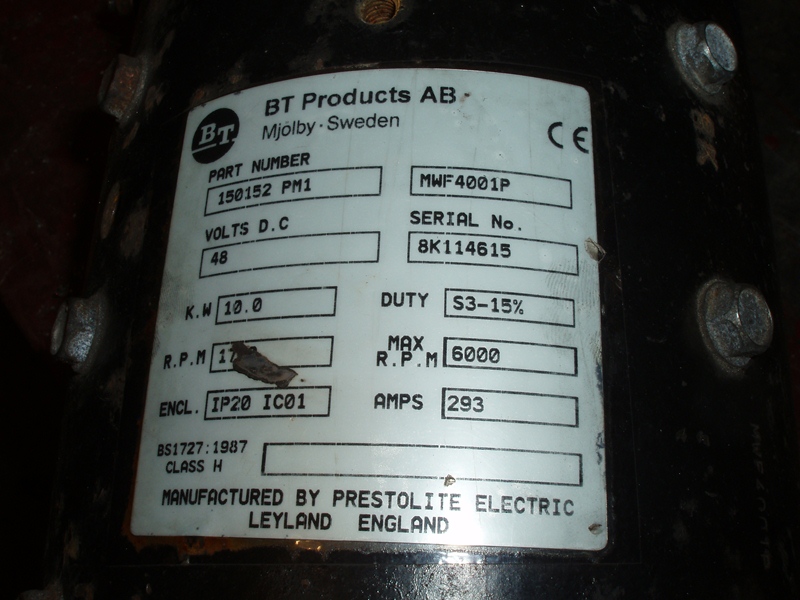 BT
BT Products AB
Mjölby · Sweden
CE
PART NUMBER
150152 PM1
MWF4001P
VOLTS D.C
48
SERIAL No.
8K114615
K.W 10.0
DUTY S3-15%
R.P.M
MAX R.P.M 6000
ENCL. IP20 IC01
AMPS 293
BS1727:1987
CLASS H
MANUFACTURED BY PRESTOLITE ELECTRIC
LEYLAND ENGLAND